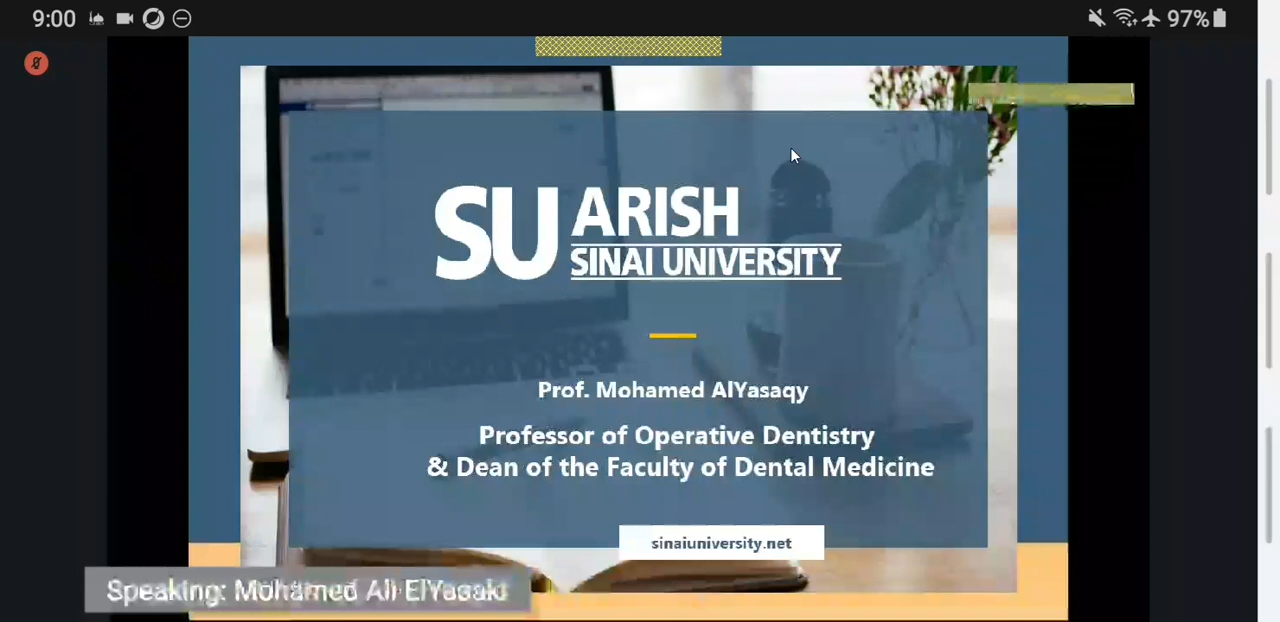 9:00
97%
SU ARISH
SINAI UNIVERSITY
Prof. Mohamed AlYasaqy
Professor of Operative Dentistry
& Dean of the Faculty of Dental Medicine
sinaiuniversity.net
Speaking: Mohamed Ali ElYasaki